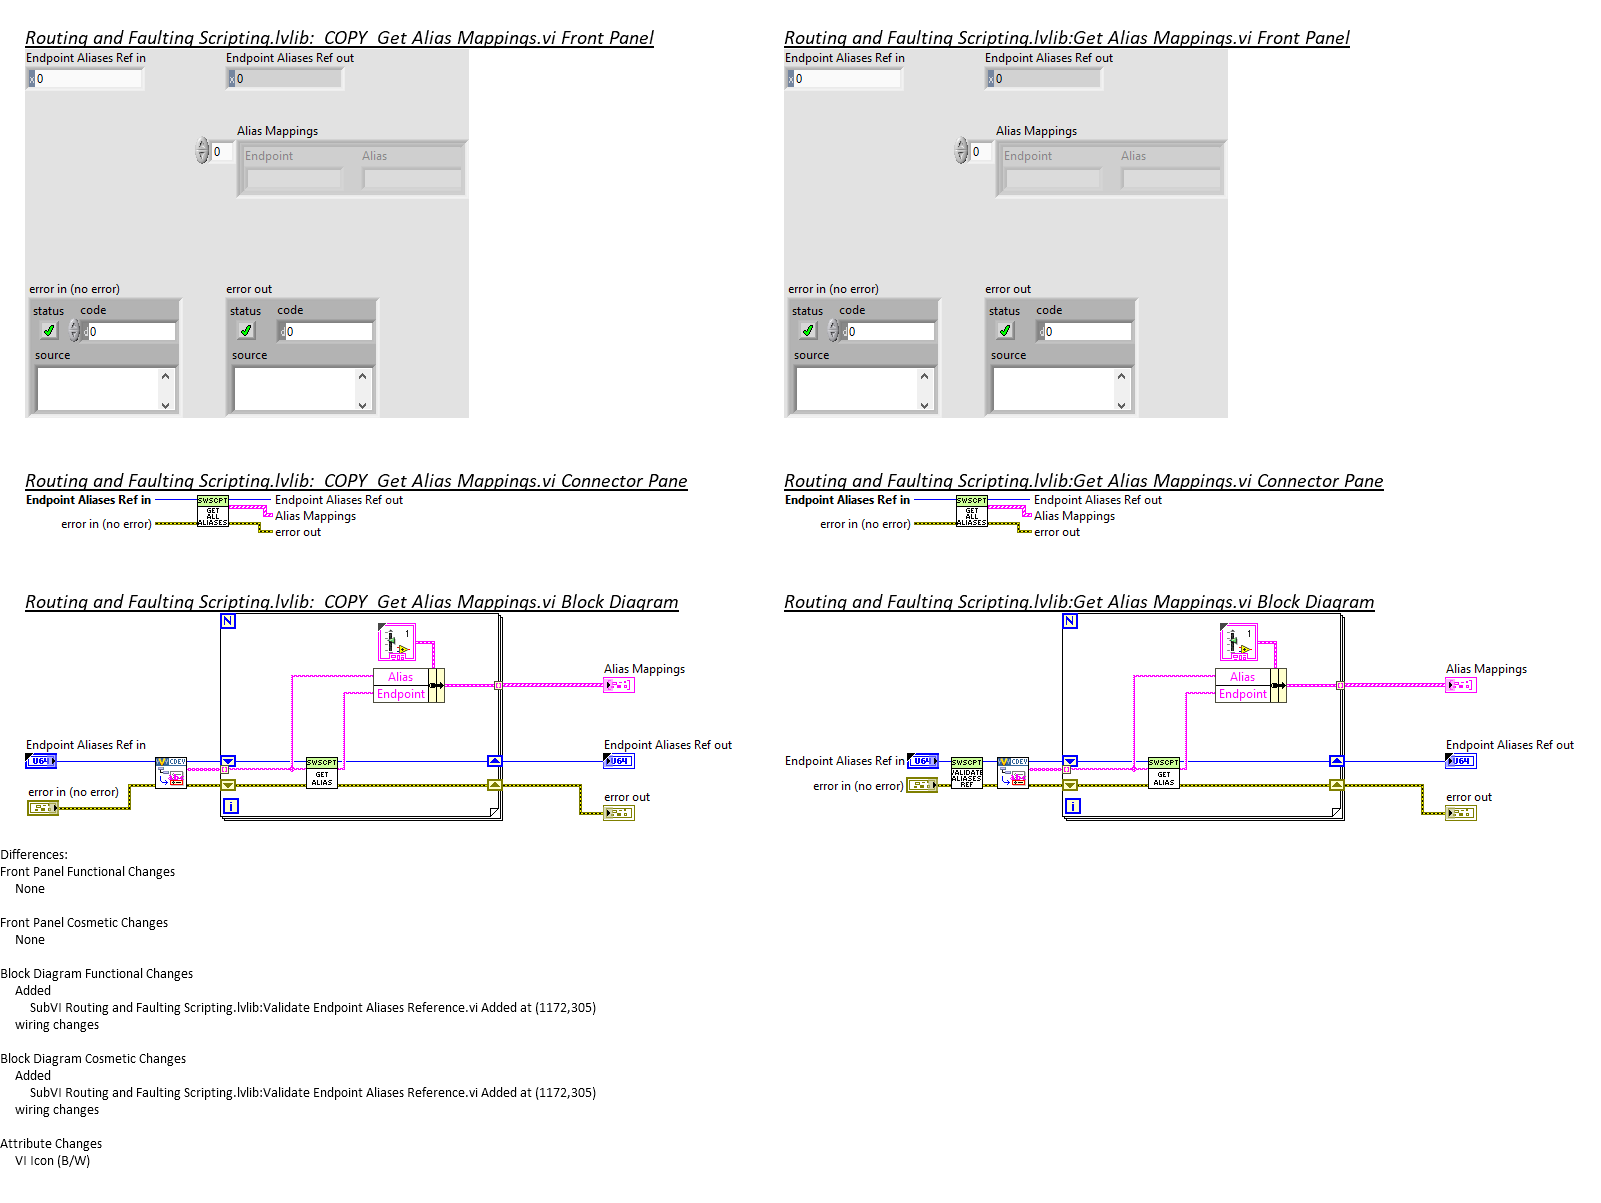 Routing and Faulting Scripting.lvlib:_COPY_Get Alias Mappings.vi Front Panel
Endpoint Aliases Ref in
Endpoint Aliases Ref out
x 0
x 0
Alias Mappings
0
Endpoint
Alias
error in (no error)
error out
status
code
status
code
d 0
d 0
source
source
Routing and Faulting Scripting.lvlib:Get Alias Mappings.vi Front Panel
Endpoint Aliases Ref in
Endpoint Aliases Ref out
x 0
x 0
Alias Mappings
0
Endpoint
Alias
error in (no error)
error out
status
code
status
code
d 0
d 0
source
source
Routing and Faulting Scripting.lvlib:_COPY_Get Alias Mappings.vi Connector Pane
Endpoint Aliases Ref in
SWSCPT
GET
ALL
ALIASES
Endpoint Aliases Ref out
Alias Mappings
error in (no error)
error out
Routing and Faulting Scripting.lvlib:Get Alias Mappings.vi Connector Pane
Endpoint Aliases Ref in
SWSCPT
GET
ALL
ALIASES
Endpoint Aliases Ref out
Alias Mappings
error in (no error)
error out
Routing and Faulting Scripting.lvlib:_COPY_Get Alias Mappings.vi Block Diagram
N
1
Alias
Endpoint
Alias Mappings
Endpoint Aliases Ref in
U64
CDEV
SWSCPT
GET
ALIAS
Endpoint Aliases Ref out
U64
error in (no error)
i
error out
Routing and Faulting Scripting.lvlib:Get Alias Mappings.vi Block Diagram
N
1
Alias
Endpoint
Alias Mappings
Endpoint Aliases Ref in
U64
SWSCPT
VALIDATE
ALIASES
REF
CDEV
SWSCPT
GET
ALIAS
Endpoint Aliases Ref out
U64
error in (no error)
i
error out
Differences:
Front Panel Functional Changes
None
Front Panel Cosmetic Changes
None
Block Diagram Functional Changes
Added
SubVI Routing and Faulting Scripting.lvlib:Validate Endpoint Aliases Reference.vi Added at (1172,305)
wiring changes
Block Diagram Cosmetic Changes
Added
SubVI Routing and Faulting Scripting.lvlib:Validate Endpoint Aliases Reference.vi Added at (1172,305)
wiring changes
Attribute Changes
VI Icon (B/W)